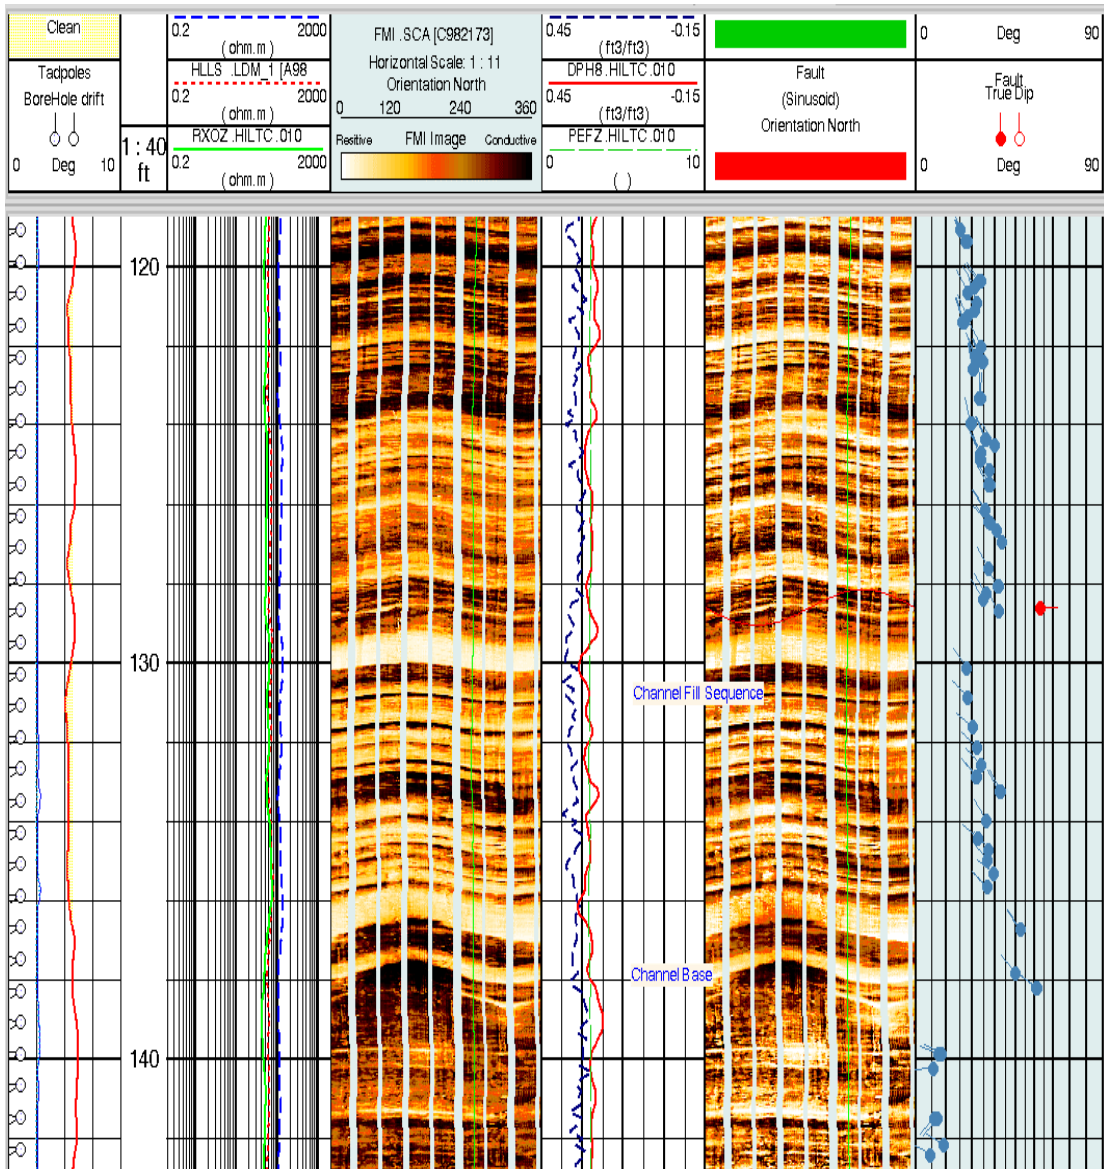 Clean
Tadpoles
BoreHole drift
0 Deg 10
1 : 40
ft
0.2 2000
(ohm.m)
HLLS .LDM_1 [A98
0.2 2000
(ohm.m)
RXOZ .HILTC .010
0.2 2000
(ohm.m)
FMI .SCA [C982173]
Horizontal Scale: 1 : 11
Orientation North
0 120 240 360
Resitive FMI Image Conductive
0.45 -0.15
(ft3/ft3)
DPH8 .HILTC .010
0.45 -0.15
(ft3/ft3)
PEFZ .HILTC .010
0 10
( )
Fault
(Sinusoid)
Orientation North
0 Deg 90
Fault
True Dip
0 Deg 90
120
130
Channel Fill Sequence
Channel Base
140